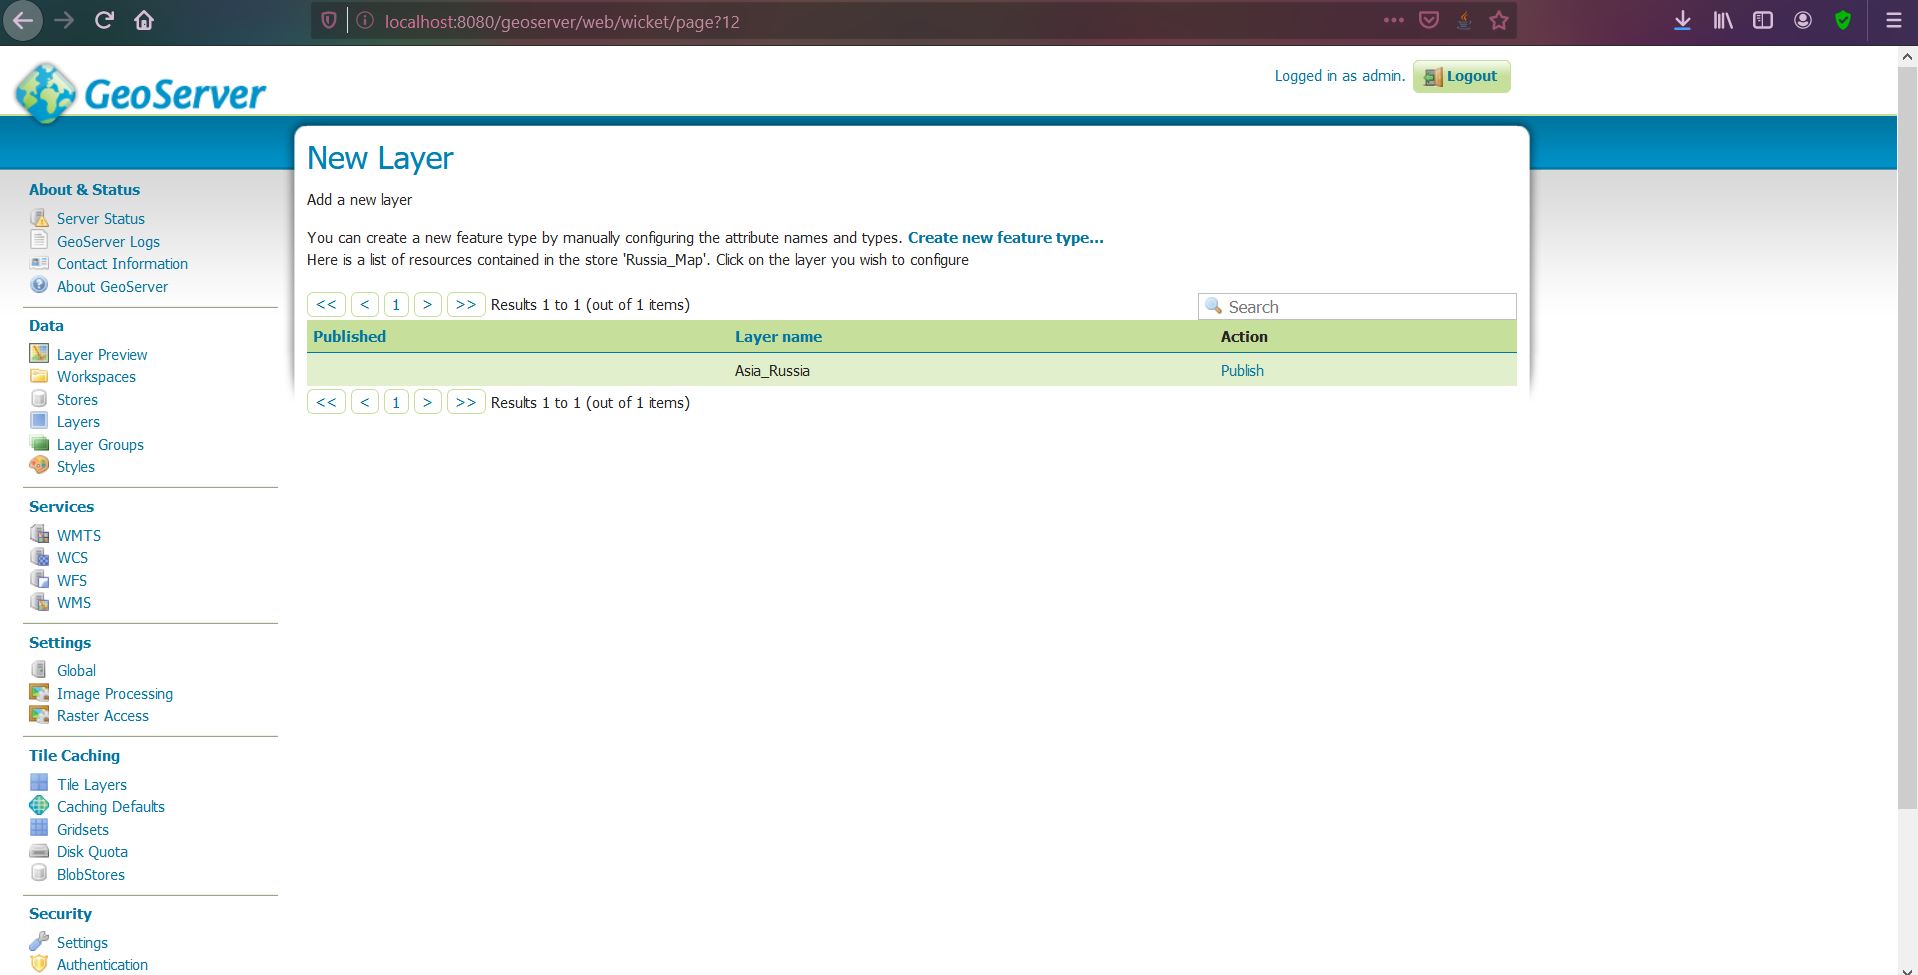 localhost:8080/geoserver/web/wicket/page?12
GeoServer
Logged in as admin. Logout
New Layer
Add a new layer
You can create a new feature type by manually configuring the attribute names and types. Create new feature type...
Here is a list of resources contained in the store 'Russia_Map'. Click on the layer you wish to configure
<< < 1 > >> Results 1 to 1 (out of 1 items) Search
Published Layer name Action
Asia_Russia Publish
<< < 1 > >> Results 1 to 1 (out of 1 items)
About & Status
Server Status
GeoServer Logs
Contact Information
About GeoServer
Data
Layer Preview
Workspaces
Stores
Layers
Layer Groups
Styles
Services
WMTS
WCS
WFS
WMS
Settings
Global
Image Processing
Raster Access
Tile Caching
Tile Layers
Caching Defaults
Gridsets
Disk Quota
BlobStores
Security
Settings
Authentication